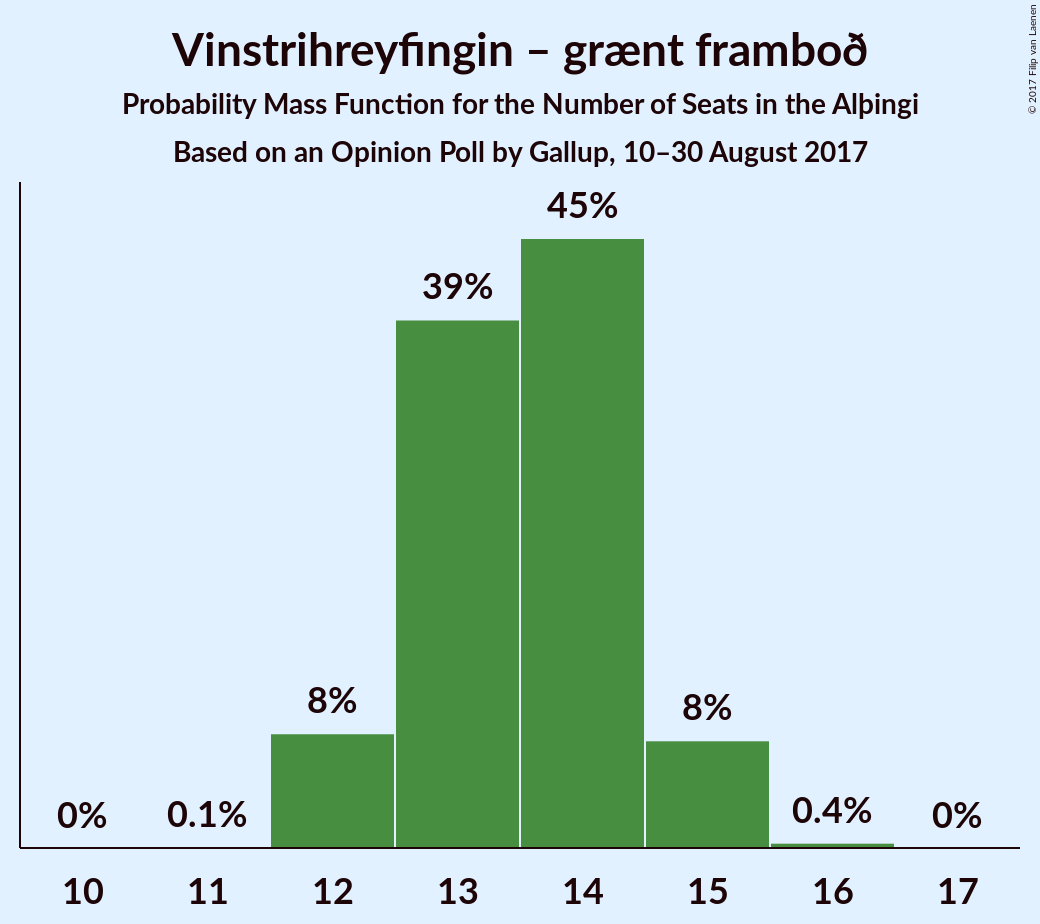 Vinstrihreyfingin – grænt framboð
Probability Mass Function for the Number of Seats in the Alþingi
Based on an Opinion Poll by Gallup, 10–30 August 2017
© 2017 Filip van Laenen
45%
39%
8%
8%
0%
0.1%
0.4%
0%
10 11 12 13 14 15 16 17